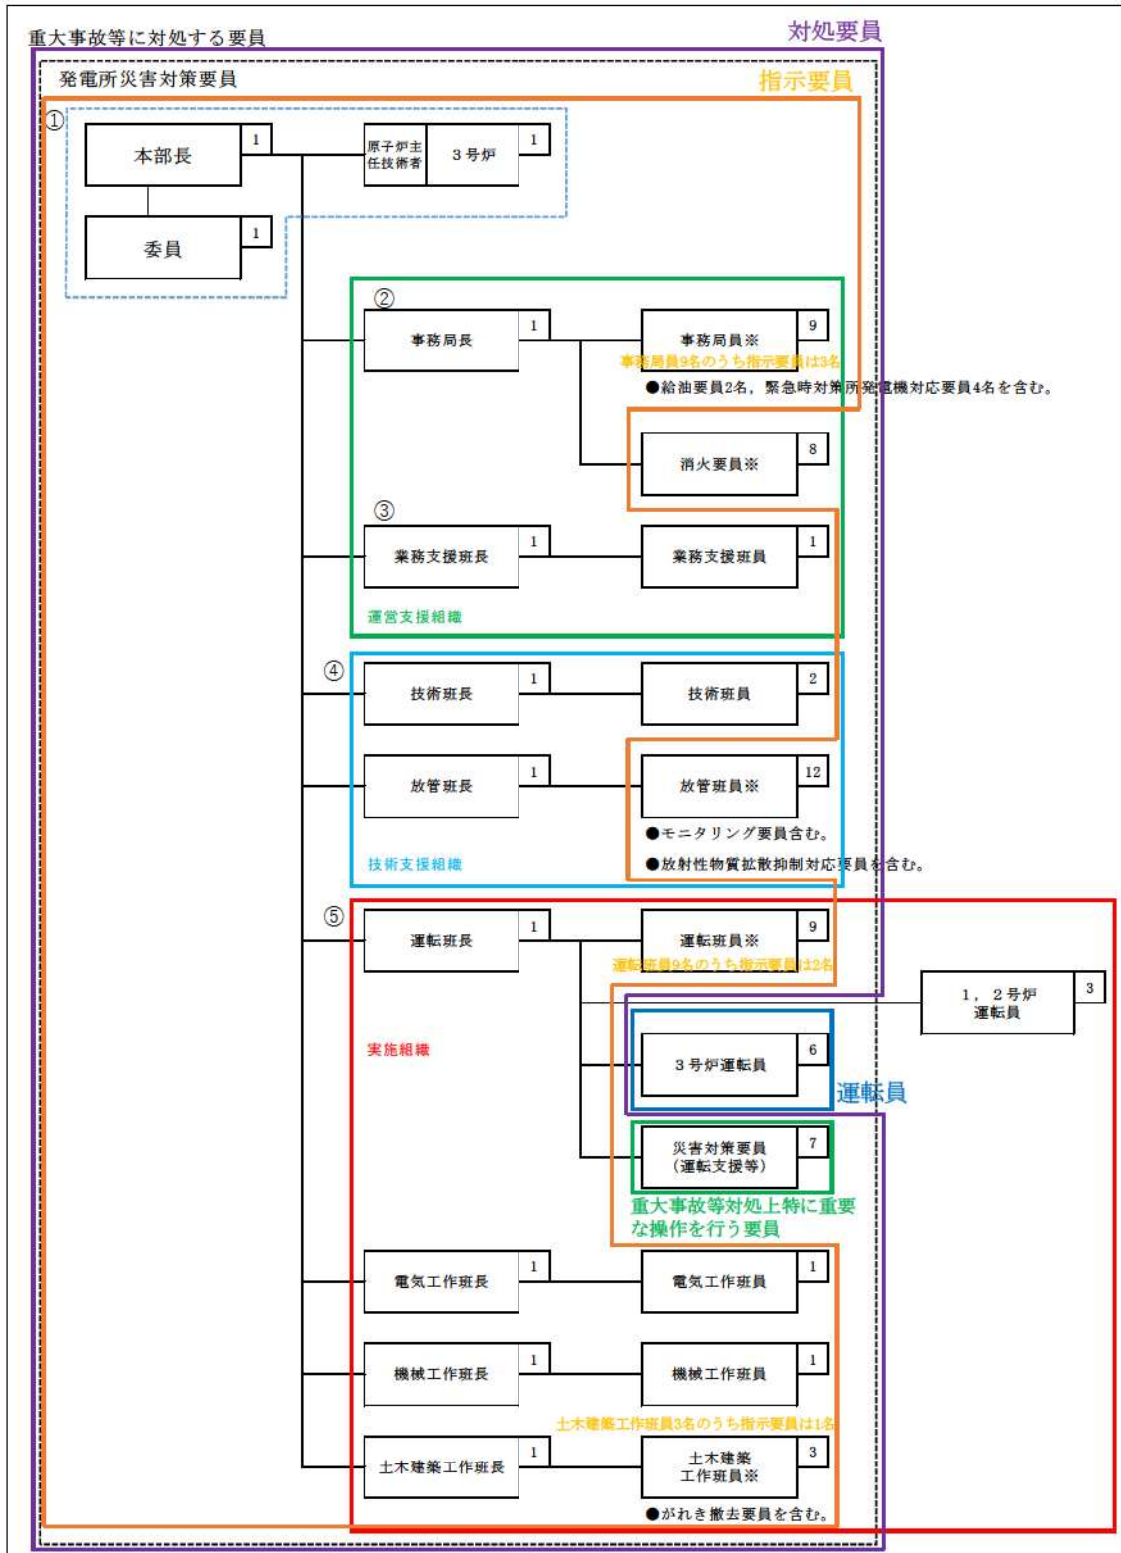 重大事故等に対処する要員
対処要員
発電所災害対策要員
指示要員
①
本部長
1
原子炉主
任技術者
3号炉
1
委員
1
②
事務局長
1
事務局員※
9
事務局員9名のうち指示要員は3名
●給油要員2名，緊急時対策所発電機対応要員4名を含む。
消火要員※
8
③
業務支援班長
1
業務支援班員
1
運営支援組織
④
技術班長
1
技術班員
2
放管班長
1
放管班員※
12
●モニタリング要員含む。
●放射性物質拡散抑制対応要員を含む。
技術支援組織
⑤
運転班長
1
運転班員※
9
運転班員9名のうち指示要員は2名
1，2号炉
運転員
3
実施組織
3号炉運転員
6
運転員
災害対策要員
（運転支援等）
7
重大事故等対処上特に重要
な操作を行う要員
電気工作班長
1
電気工作班員
1
機械工作班長
1
機械工作班員
1
土木建築工作班員3名のうち指示要員は1名
土木建築工作班長
1
土木建築
工作班員※
3
●がれき撤去要員を含む。